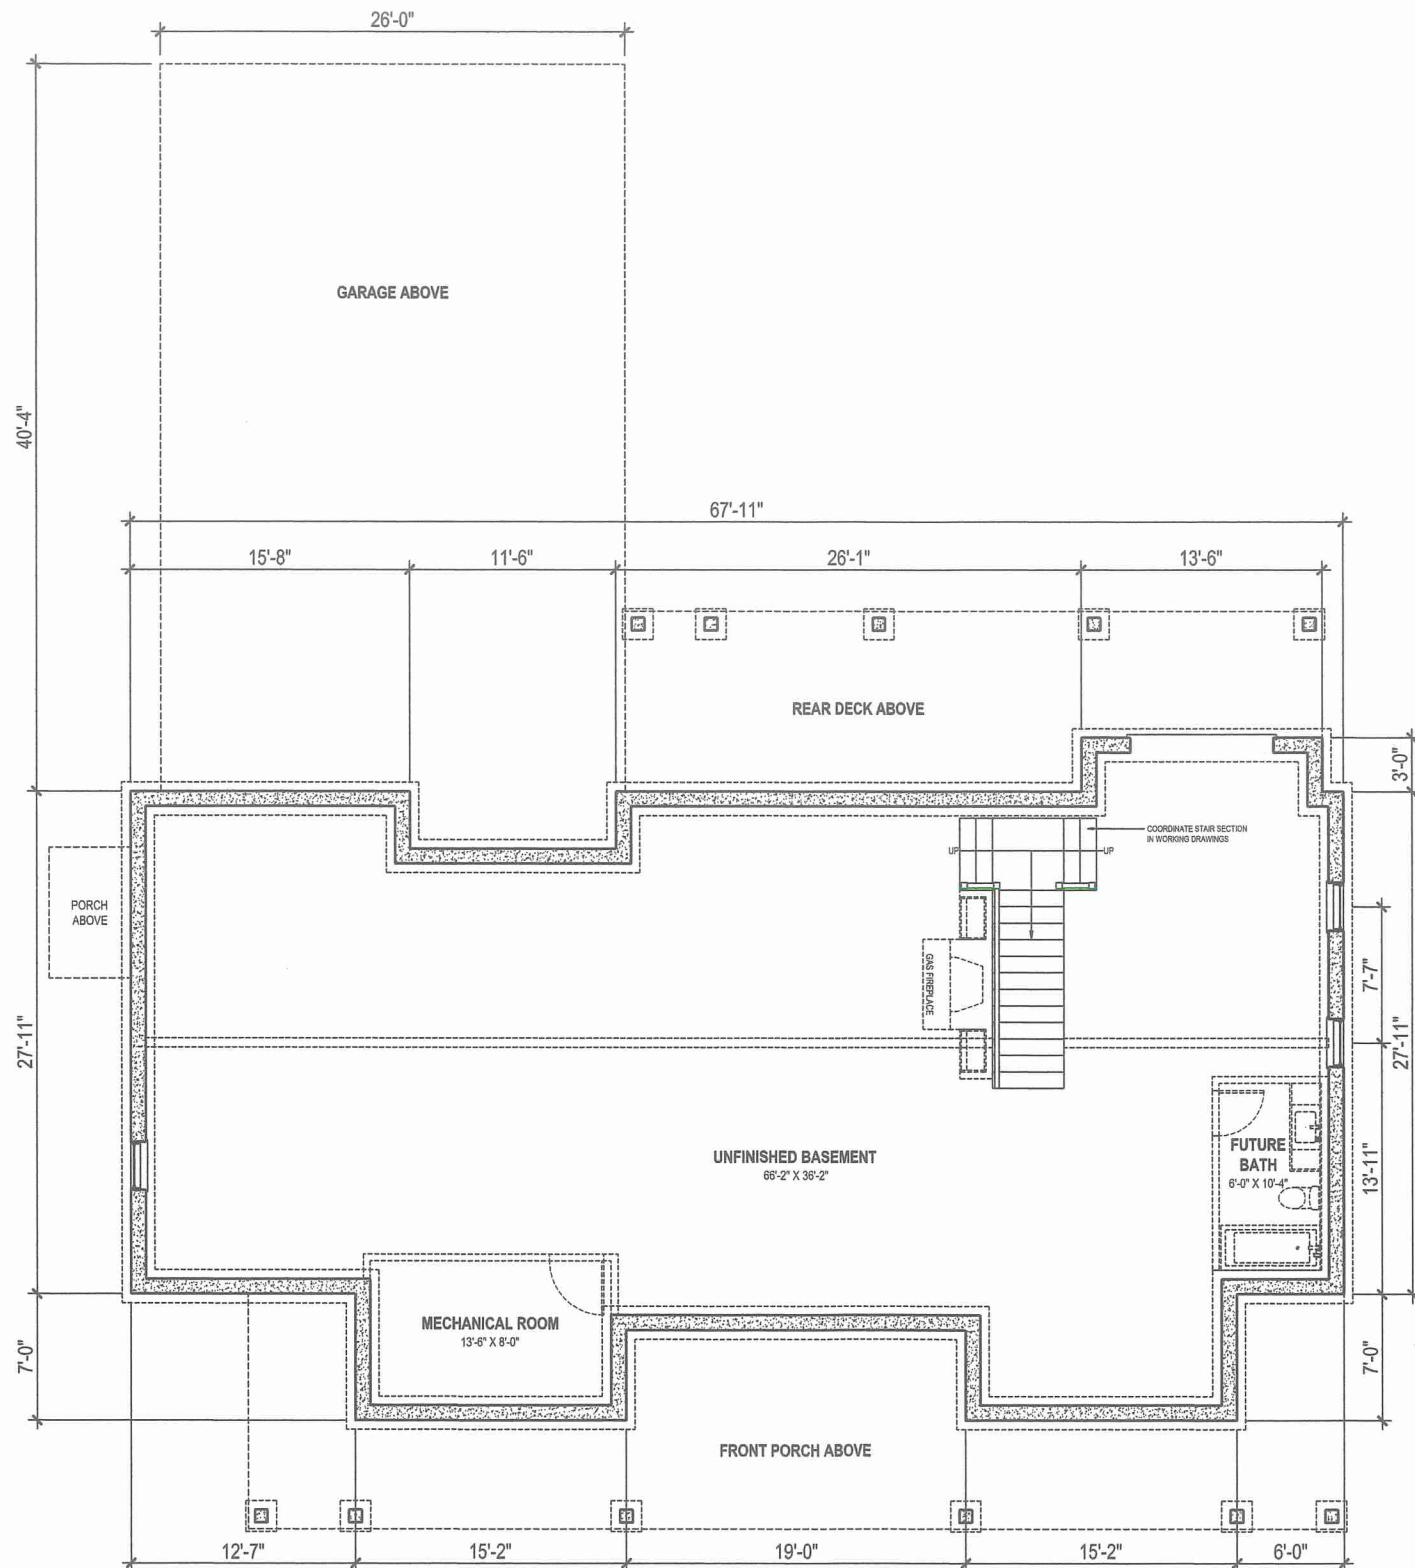 26'-0"
GARAGE ABOVE
40'-4"
67'-11"
15'-8"
11'-6"
26'-1"
13'-6"
REAR DECK ABOVE
3'-0"
COORDINATE STAIR SECTION
IN WORKING DRAWINGS
UP
UP
PORCH
ABOVE
GAS FIREPLACE
7'-7"
27'-11"
27'-11"
UNFINISHED BASEMENT
66'-2" X 36'-2"
FUTURE
BATH
6'-0" X 10'-4"
13'-11"
MECHANICAL ROOM
13'-6" X 8'-0"
7'-0"
7'-0"
FRONT PORCH ABOVE
12'-7"
15'-2"
19'-0"
15'-2"
6'-0"